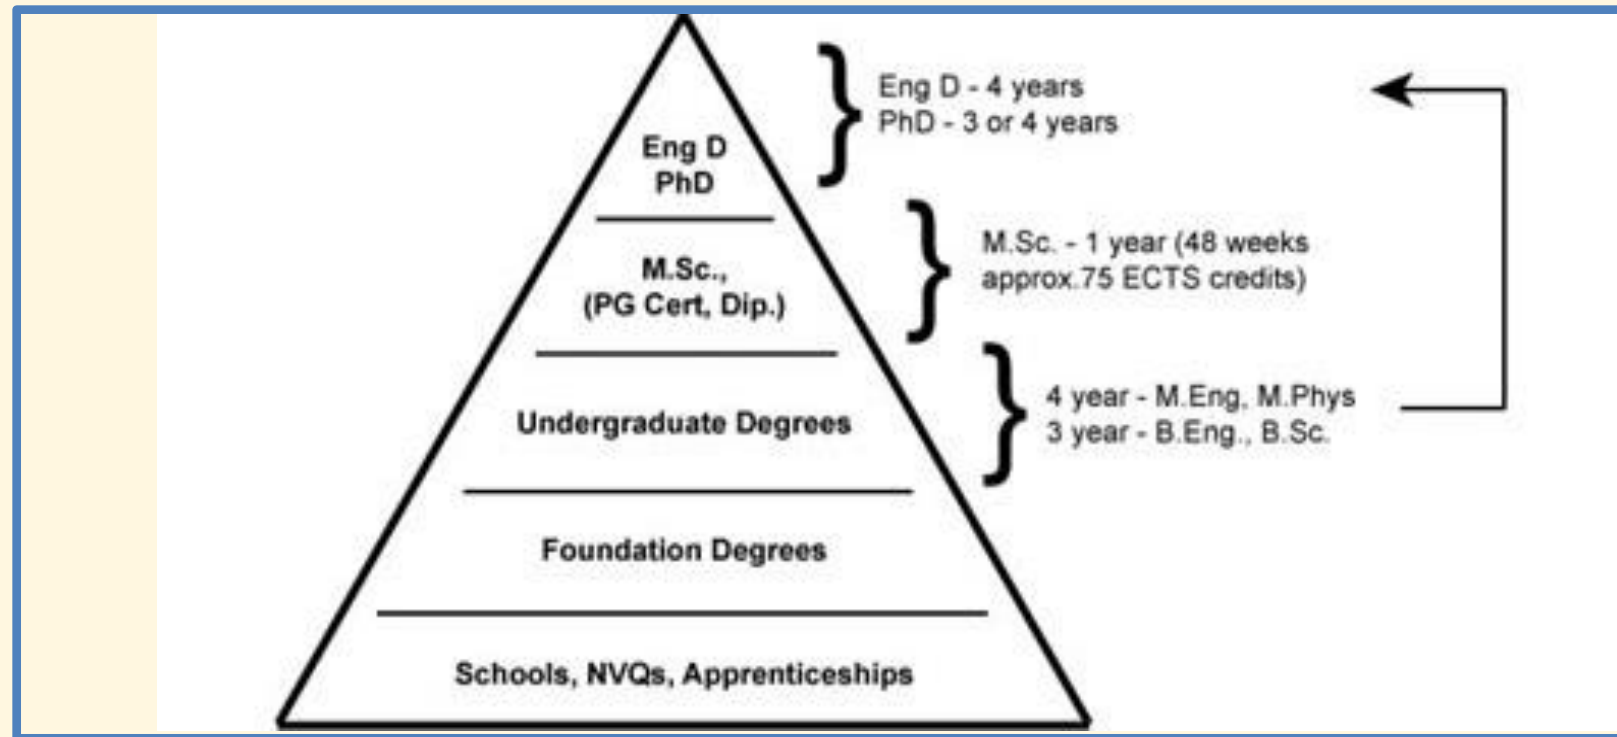 Eng D
PhD
M.Sc.,
(PG Cert, Dip.)
Undergraduate Degrees
Foundation Degrees
Schools, NVQs, Apprenticeships
Eng D - 4 years
PhD - 3 or 4 years
M.Sc. - 1 year (48 weeks
approx.75 ECTS credits)
4 year - M.Eng, M.Phys
3 year - B.Eng., B.Sc.